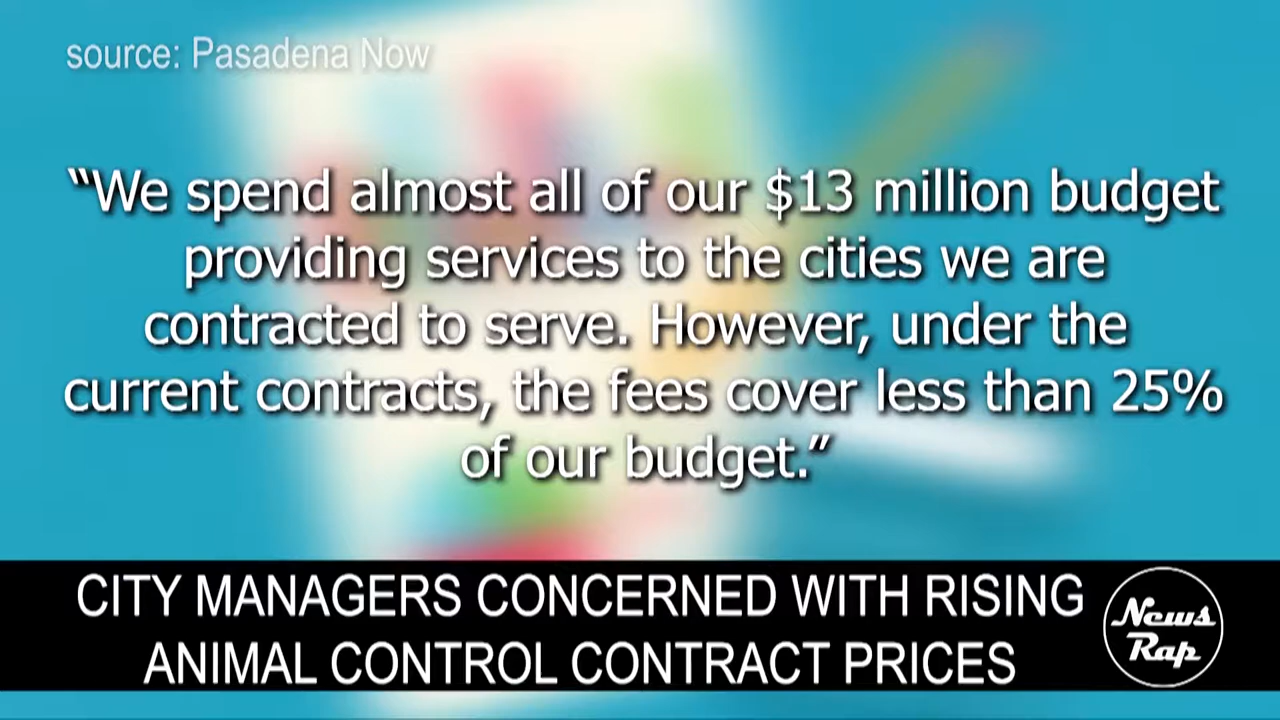 source: Pasadena Now
“We spend almost all of our $13 million budget
providing services to the cities we are
contracted to serve. However, under the
current contracts, the fees cover less than 25%
of our budget.”
CITY MANAGERS CONCERNED WITH RISING
ANIMAL CONTROL CONTRACT PRICES
News
Rap